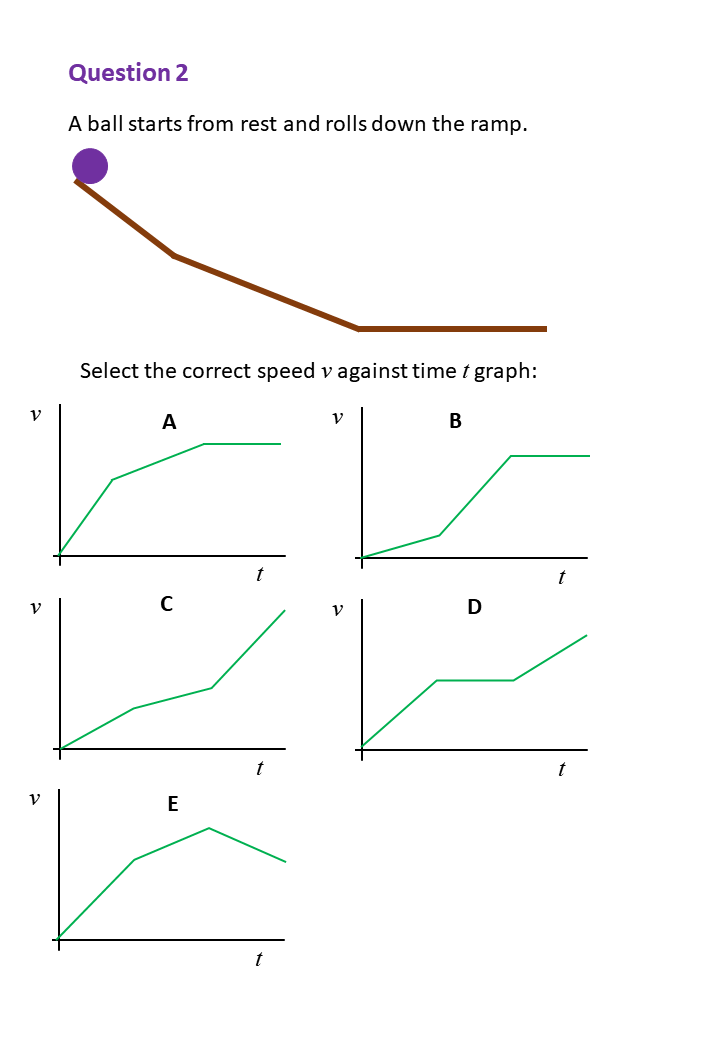 Question 2
A ball starts from rest and rolls down the ramp.
Select the correct speed v against time t graph:
v
A
t
v
B
t
v
C
t
v
D
t
v
E
t